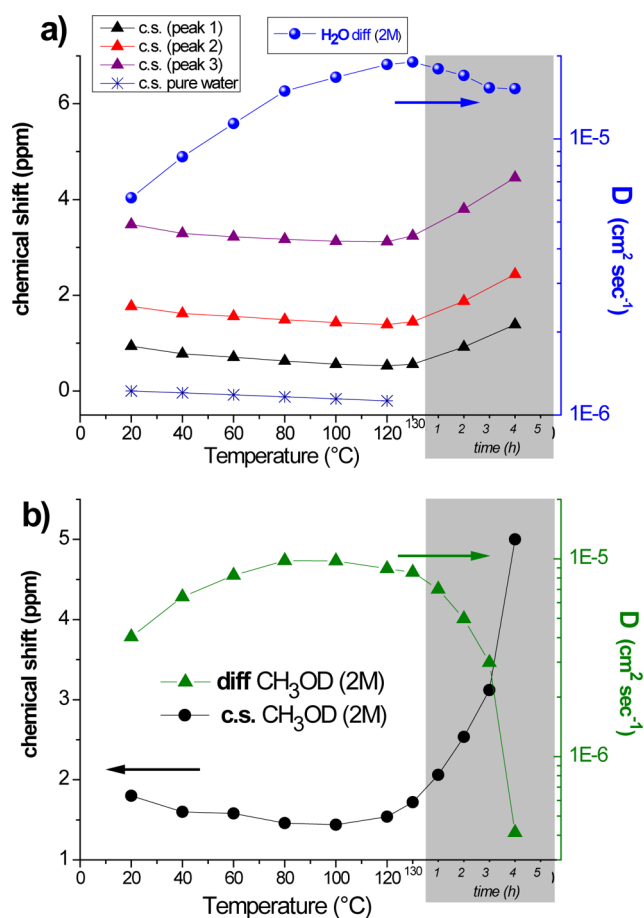 a)
c.s. (peak 1)
c.s. (peak 2)
c.s. (peak 3)
c.s. pure water
H₂O diff (2M)
chemical shift (ppm)
6
4
2
0
1E-5
1E-6
D (cm² sec⁻¹)
0 20 40 60 80 100 120 130 1 2 3 4 5 )
Temperature (°C) time (h)
b)
chemical shift (ppm)
5
4
3
2
1
diff CH₃OD (2M)
c.s. CH₃OD (2M)
1E-5
1E-6
D (cm² sec⁻¹)
0 20 40 60 80 100 120 130 1 2 3 4 5 )
Temperature (°C) time (h)